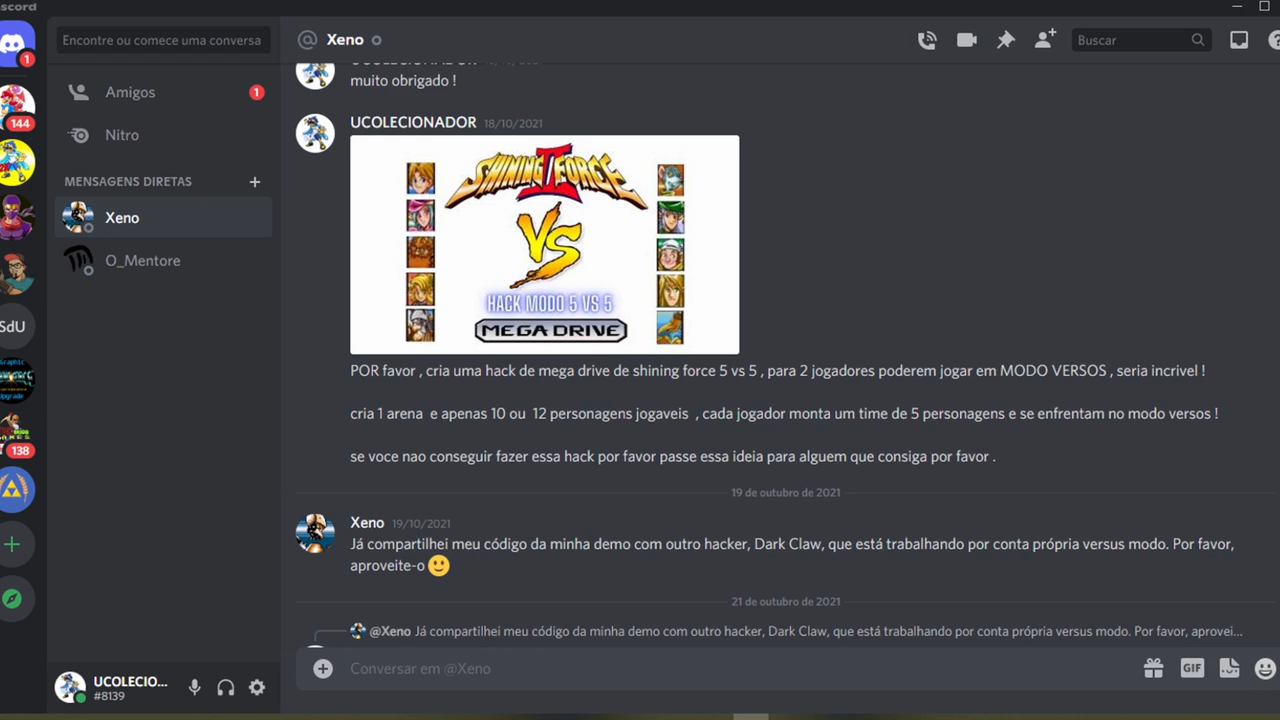 scord
Encontre ou comece uma conversa
Xeno
Buscar
1
Amigos
1
144
Nitro
MENSAGENS DIRETAS
Xeno
O_Mentore
SdU
138
muito obrigado !
UCOLECIONADOR 18/10/2021
SHINING FORCE
II
VS
HACK MODO 5 VS 5
MEGA DRIVE
POR favor , cria uma hack de mega drive de shining force 5 vs 5 , para 2 jogadores poderem jogar em MODO VERSOS , seria incrivel !
cria 1 arena e apenas 10 ou 12 personagens jogaveis , cada jogador monta um time de 5 personagens e se enfrentam no modo versos !
se voce nao conseguir fazer essa hack por favor passe essa ideia para alguem que consiga por favor .
19 de outubro de 2021
Xeno 19/10/2021
Já compartilhei meu código da minha demo com outro hacker, Dark Claw, que está trabalhando por conta própria versus modo. Por favor,
aproveite-o
21 de outubro de 2021
@Xeno Já compartilhei meu código da minha demo com outro hacker, Dark Claw, que está trabalhando por conta própria versus modo. Por favor, aprovei...
Conversar em @Xeno
GIF
UCOLECIO...
#8139